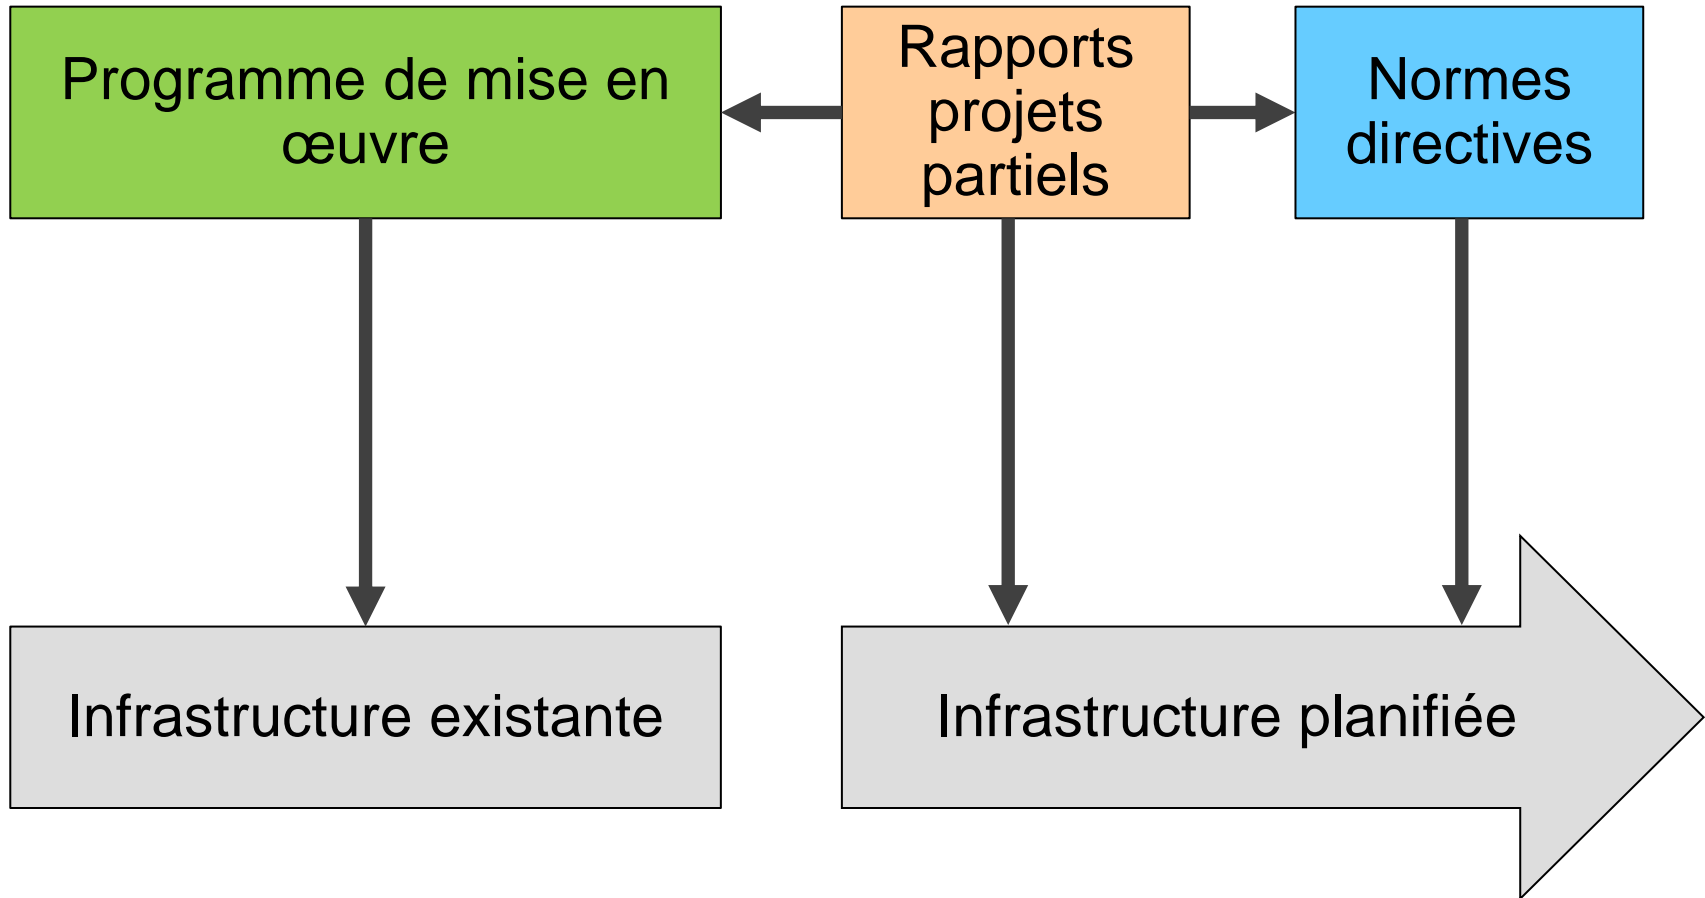 Programme de mise en
œuvre
Rapports
projets
partiels
Normes
directives
Infrastructure existante
Infrastructure planifiée